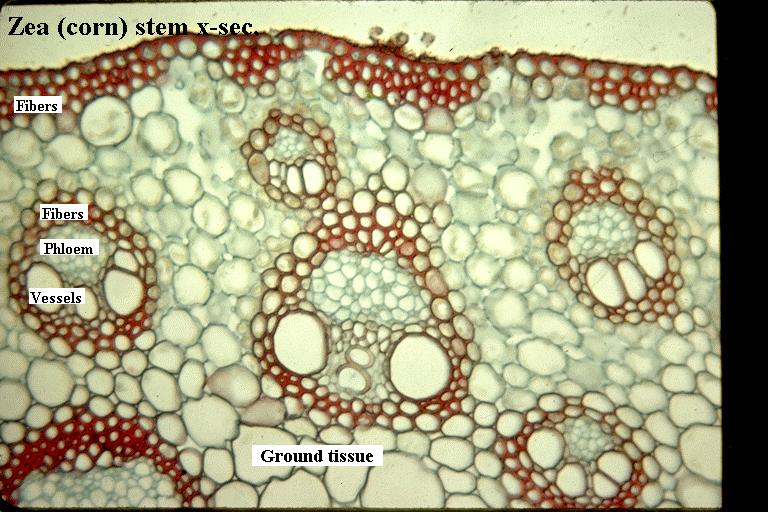 Zea (corn) stem x-sec.
Fibers
Fibers
Phloem
Vessels
Ground tissue